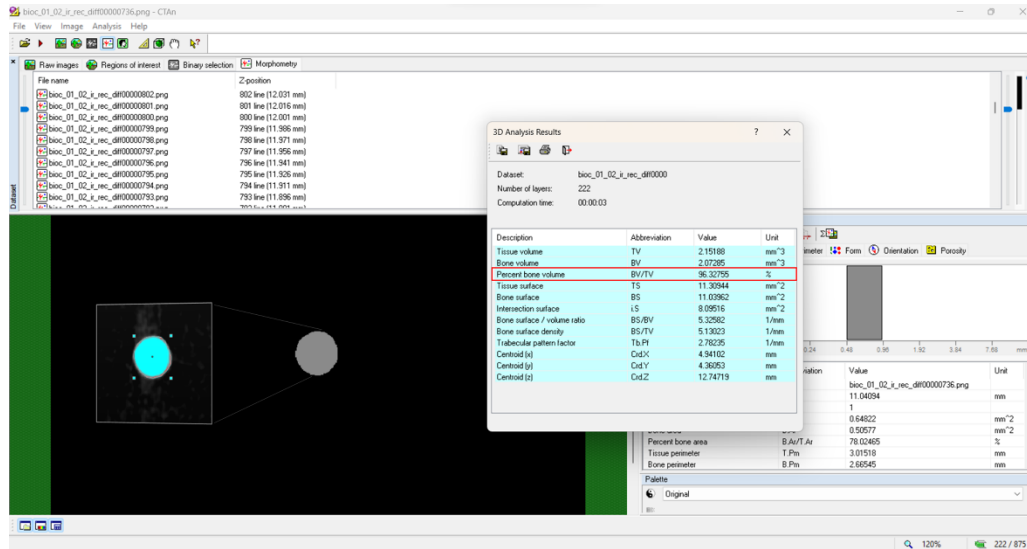 bioc_01_02_ir_rec_diff00000736.png - CTAn
File View Image Analysis Help
Raw images Regions of interest Binary selection Morphometry
File name Z-position
bioc_01_02_ir_rec_diff00000802.png 802 line (12.031 mm)
bioc_01_02_ir_rec_diff00000801.png 801 line (12.016 mm)
bioc_01_02_ir_rec_diff00000800.png 800 line (12.001 mm)
bioc_01_02_ir_rec_diff00000799.png 799 line (11.986 mm)
bioc_01_02_ir_rec_diff00000798.png 798 line (11.971 mm)
bioc_01_02_ir_rec_diff00000797.png 797 line (11.956 mm)
bioc_01_02_ir_rec_diff00000796.png 796 line (11.941 mm)
bioc_01_02_ir_rec_diff00000795.png 795 line (11.926 mm)
bioc_01_02_ir_rec_diff00000794.png 794 line (11.911 mm)
bioc_01_02_ir_rec_diff00000793.png 793 line (11.896 mm)
Dataset
3D Analysis Results ?
Dataset: bioc_01_02_ir_rec_diff0000
Number of layers: 222
Computation time: 00:00:03
Description Abbreviation Value Unit
Tissue volume TV 2.15188 mm^3
Bone volume BV 2.07285 mm^3
Percent bone volume BV/TV 96.32755 %
Tissue surface TS 11.30944 mm^2
Bone surface BS 11.03962 mm^2
Intersection surface i.S 8.09516 mm^2
Bone surface / volume ratio BS/BV 5.32582 1/mm
Bone surface density BS/TV 5.13023 1/mm
Trabecular pattern factor Tb.Pf 2.78235 1/mm
Centroid (x) Crd.X 4.94102 mm
Centroid (y) Crd.Y 4.36053 mm
Centroid (z) Crd.Z 12.74719 mm
Form Orientation Porosity
0.24 0.48 0.96 1.92 3.84 7.68 mm
Value Unit
bioc_01_02_ir_rec_diff00000736.png
11.04094 mm
1
0.64822 mm^2
0.50577 mm^2
Percent bone area B.Ar/T.Ar 78.02465 %
Tissue perimeter T.Pm 3.01518 mm
Bone perimeter B.Pm 2.66545 mm
Palette
Original
120% 222 / 875